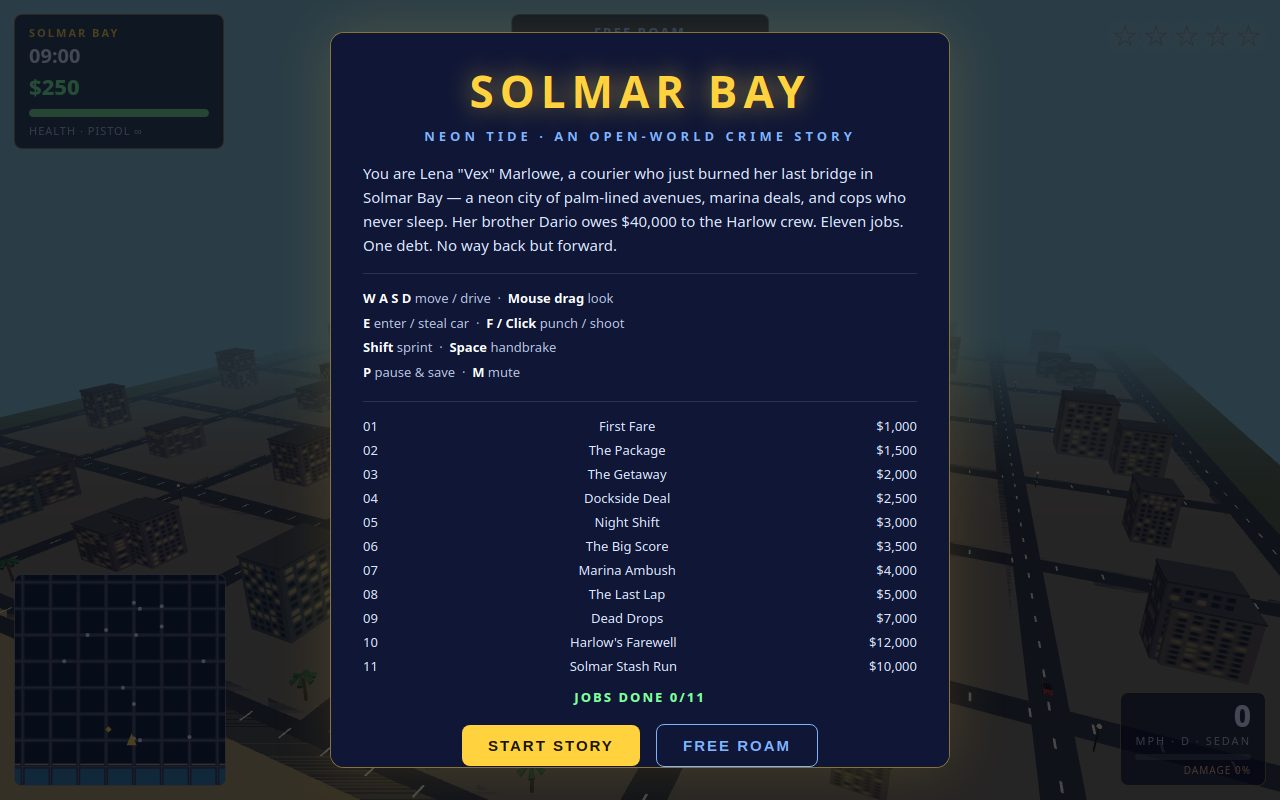 SOLMAR BAY
09:00
$250
HEALTH · PISTOL ∞
FREE ROAM
SOLMAR BAY
NEON TIDE · AN OPEN-WORLD CRIME STORY
You are Lena "Vex" Marlowe, a courier who just burned her last bridge in
Solmar Bay — a neon city of palm-lined avenues, marina deals, and cops who
never sleep. Her brother Dario owes $40,000 to the Harlow crew. Eleven jobs.
One debt. No way back but forward.
W A S D move / drive · Mouse drag look
E enter / steal car · F / Click punch / shoot
Shift sprint · Space handbrake
P pause & save · M mute
01 First Fare $1,000
02 The Package $1,500
03 The Getaway $2,000
04 Dockside Deal $2,500
05 Night Shift $3,000
06 The Big Score $3,500
07 Marina Ambush $4,000
08 The Last Lap $5,000
09 Dead Drops $7,000
10 Harlow's Farewell $12,000
11 Solmar Stash Run $10,000
JOBS DONE 0/11
START STORY FREE ROAM
0
MPH · D · SEDAN
DAMAGE 0%